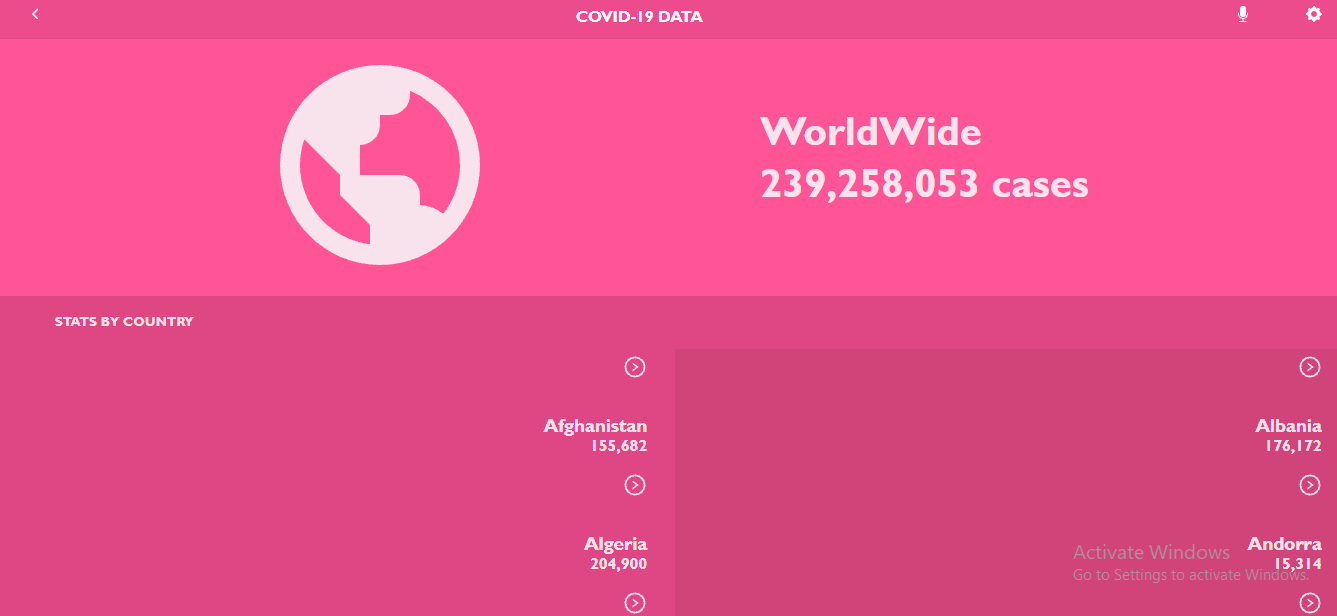 COVID-19 DATA
WorldWide
239,258,053 cases
STATS BY COUNTRY
Afghanistan
155,682
Albania
176,172
Algeria
204,900
Andorra
15,314
Activate Windows
Go to Settings to activate Windows.